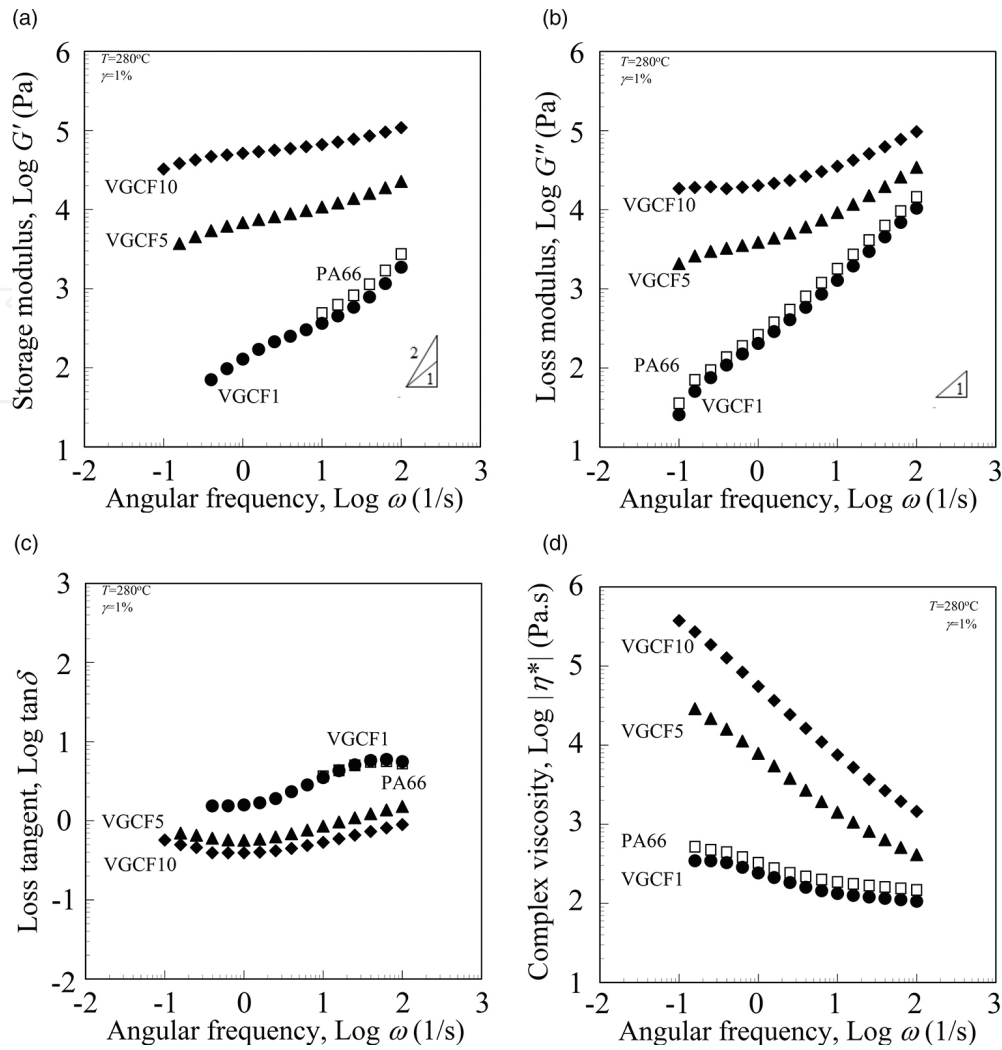 (a)
T=280°C
γ=1%
Storage modulus, Log G' (Pa)
6
5
4
3
2
1
VGCF10
VGCF5
PA66
VGCF1
2
1
-2 -1 0 1 2 3
Angular frequency, Log ω (1/s)
(b)
T=280°C
γ=1%
Loss modulus, Log G" (Pa)
6
5
4
3
2
1
VGCF10
VGCF5
PA66
VGCF1
1
-2 -1 0 1 2 3
Angular frequency, Log ω (1/s)
(c)
T=280°C
γ=1%
Loss tangent, Log tanδ
3
2
1
0
-1
-2
VGCF1
PA66
VGCF5
VGCF10
-2 -1 0 1 2 3
Angular frequency, Log ω (1/s)
(d)
T=280°C
γ=1%
Complex viscosity, Log |η*| (Pa.s)
6
5
4
3
2
1
VGCF10
VGCF5
PA66
VGCF1
-2 -1 0 1 2 3
Angular frequency, Log ω (1/s)